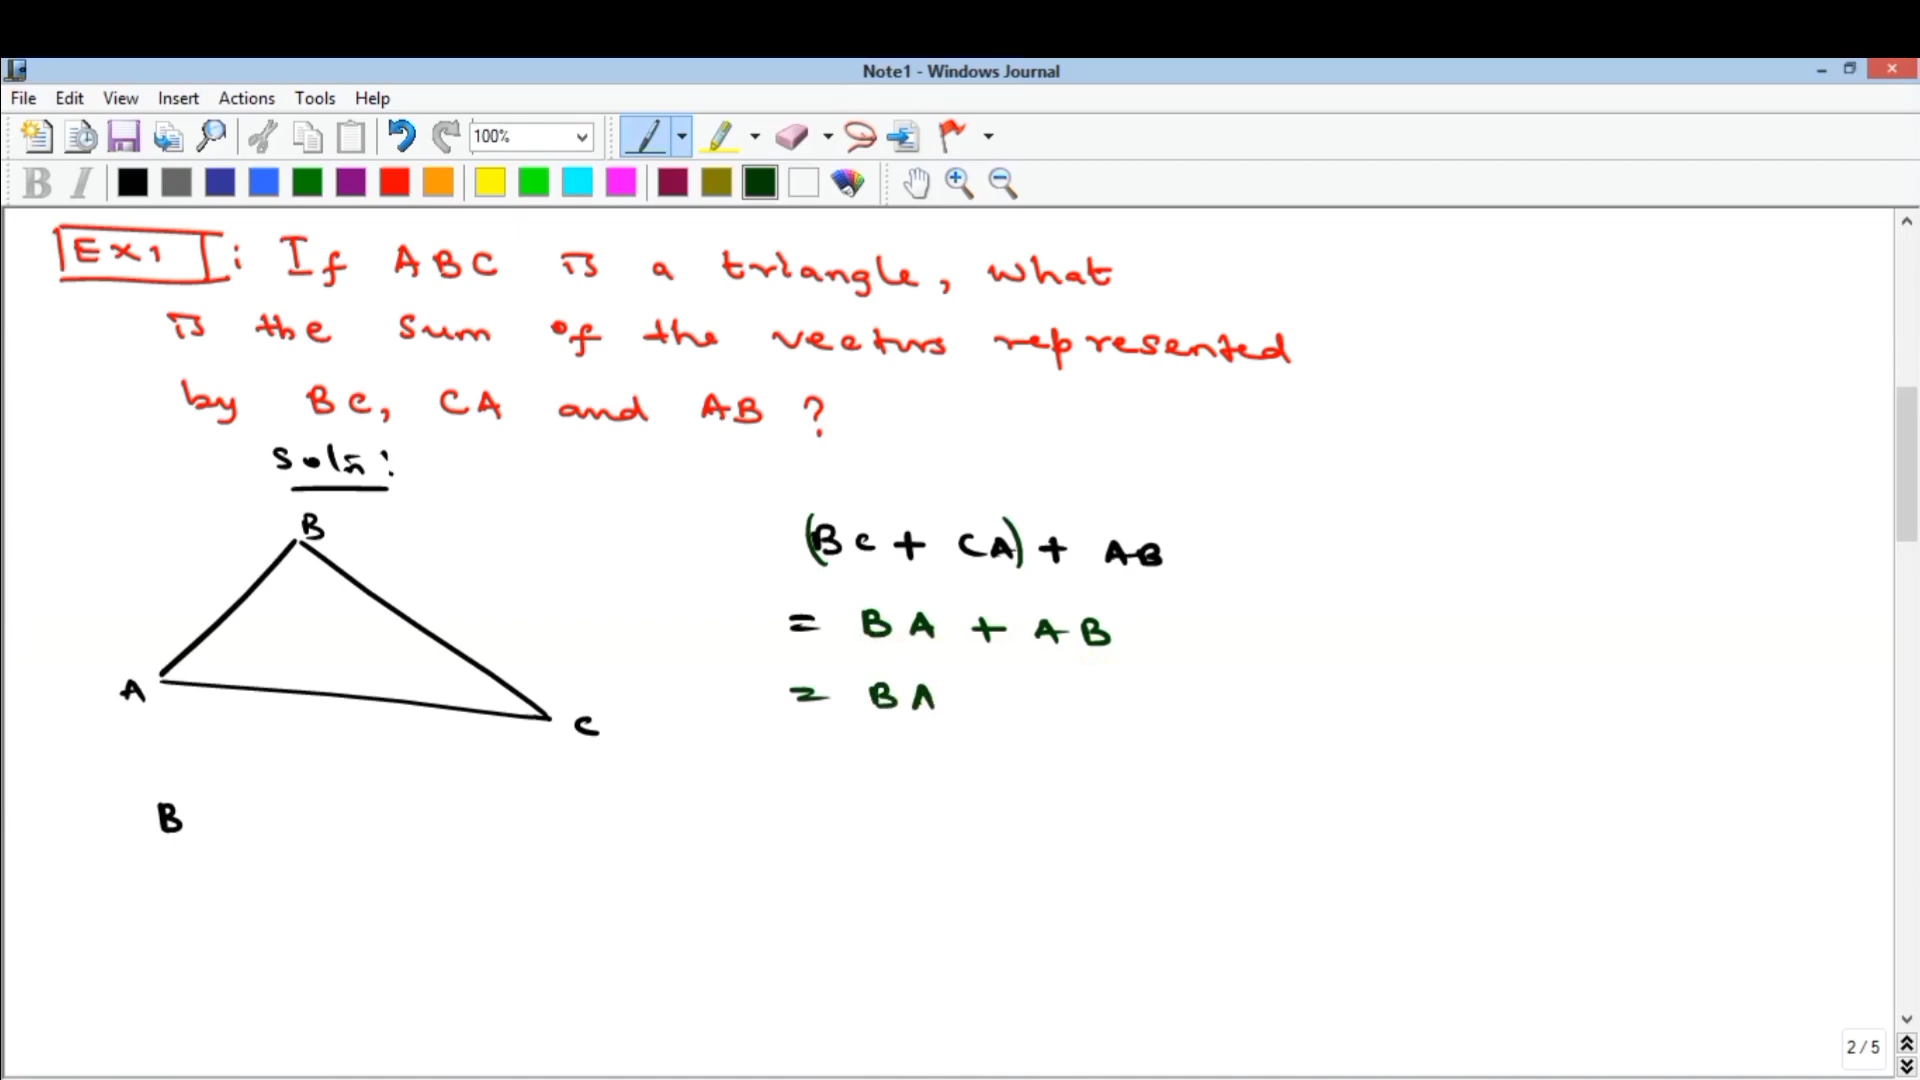 Note1 - Windows Journal
File Edit View Insert Actions Tools Help
100%
B I
Ex1 : If ABC is a triangle, what
is the sum of the vectors represented
by BC, CA and AB ?
Soln :
B
A
C
B
(BC + CA) + AB
= BA + AB
= BA
2 / 5